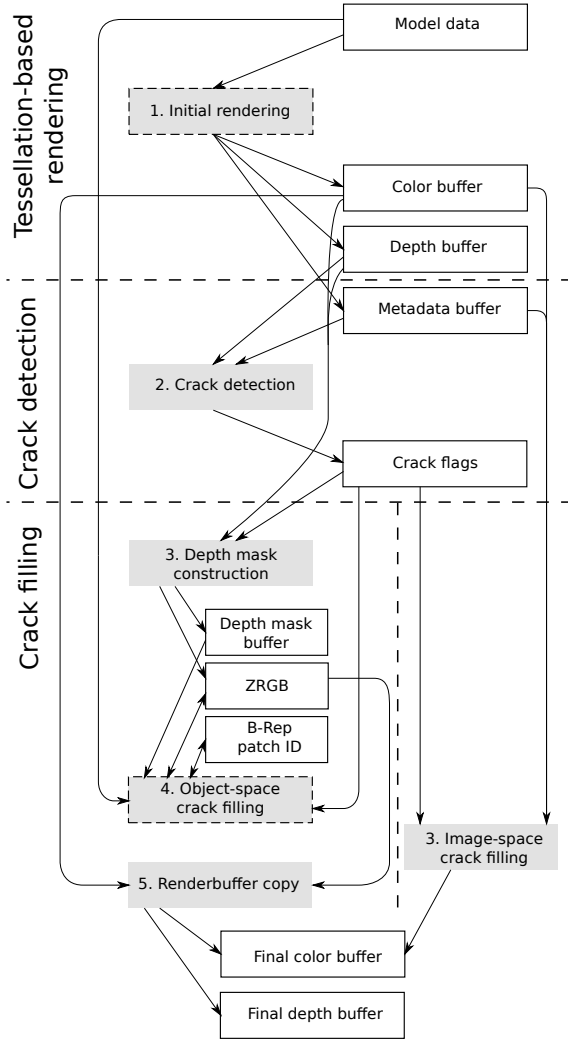 Tessellation-based
rendering
Model data
1. Initial rendering
Color buffer
Depth buffer
Crack detection
Metadata buffer
2. Crack detection
Crack flags
Crack filling
3. Depth mask
construction
Depth mask
buffer
ZRGB
B-Rep
patch ID
4. Object-space
crack filling
3. Image-space
crack filling
5. Renderbuffer copy
Final color buffer
Final depth buffer